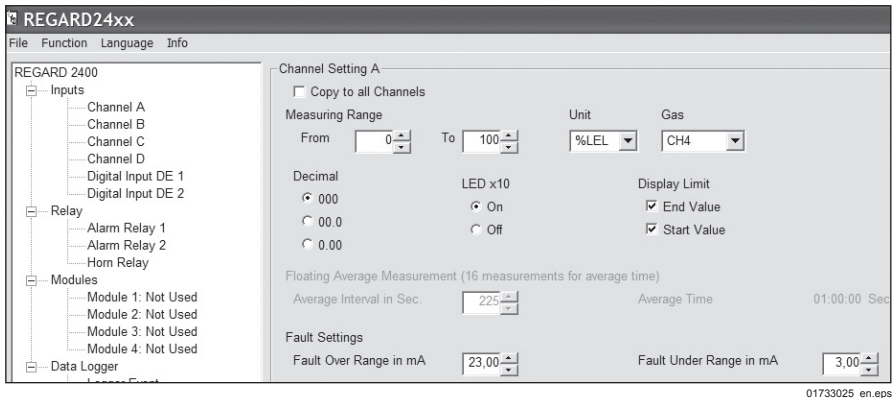 REGARD24xx
File Function Language Info
REGARD 2400
Inputs
Channel A
Channel B
Channel C
Channel D
Digital Input DE 1
Digital Input DE 2
Relay
Alarm Relay 1
Alarm Relay 2
Horn Relay
Modules
Module 1: Not Used
Module 2: Not Used
Module 3: Not Used
Module 4: Not Used
Data Logger
Channel Setting A
Copy to all Channels
Measuring Range
Unit
Gas
From 0 To 100 %LEL CH4
Decimal
000
00.0
0.00
LED x10
On
Off
Display Limit
End Value
Start Value
Floating Average Measurement (16 measurements for average time)
Average Interval in Sec. 225 Average Time 01:00:00 Sec
Fault Settings
Fault Over Range in mA 23,00 Fault Under Range in mA 3,00
01733025_en.eps